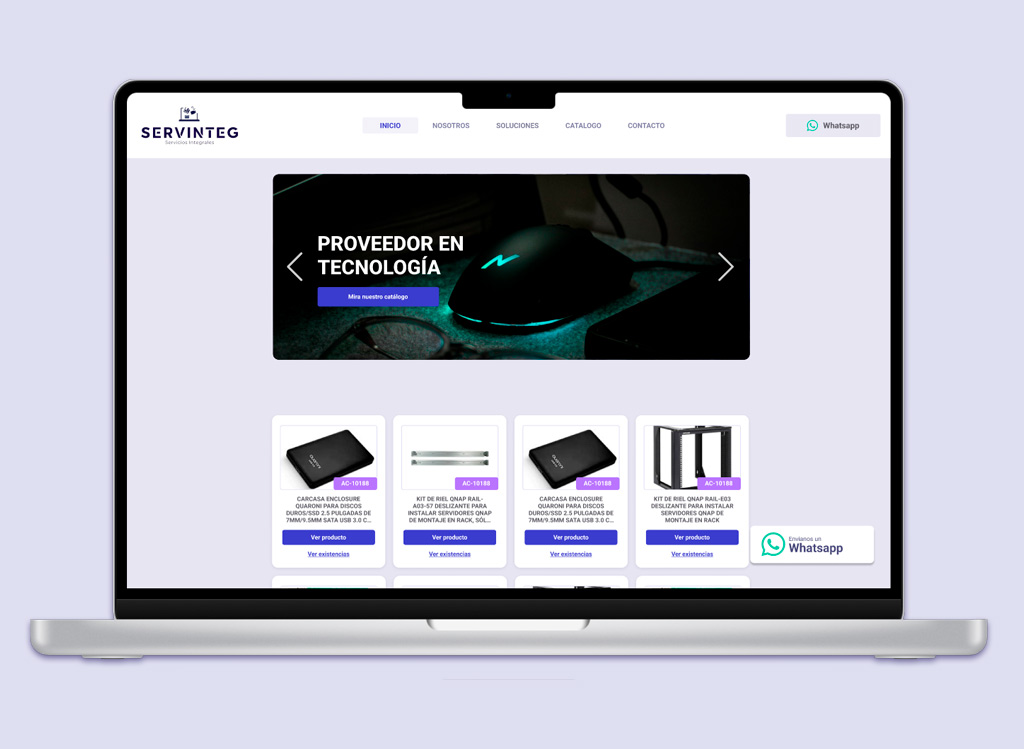 SERVINTEG
Servicios Integrales
INICIO
NOSOTROS
SOLUCIONES
CATALOGO
CONTACTO
Whatsapp
PROVEEDOR EN
TECNOLOGÍA
Mira nuestro catálogo
AC-10188
CARCASA ENCLOSURE
QUARONI PARA DISCOS
DUROS/SSD 2.5 PULGADAS DE
7MM/9.5MM SATA USB 3.0 C...
Ver producto
Ver existencias
AC-10188
KIT DE RIEL QNAP RAIL-
A03-57 DESLIZANTE PARA
INSTALAR SERVIDORES QNAP
DE MONTAJE EN RACK, SÓL...
Ver producto
Ver existencias
AC-10188
CARCASA ENCLOSURE
QUARONI PARA DISCOS
DUROS/SSD 2.5 PULGADAS DE
7MM/9.5MM SATA USB 3.0 C...
Ver producto
Ver existencias
AC-10188
KIT DE RIEL QNAP RAIL-E03
DESLIZANTE PARA INSTALAR
SERVIDORES QNAP DE
MONTAJE EN RACK
Ver producto
Ver existencias
Envíanos un
Whatsapp